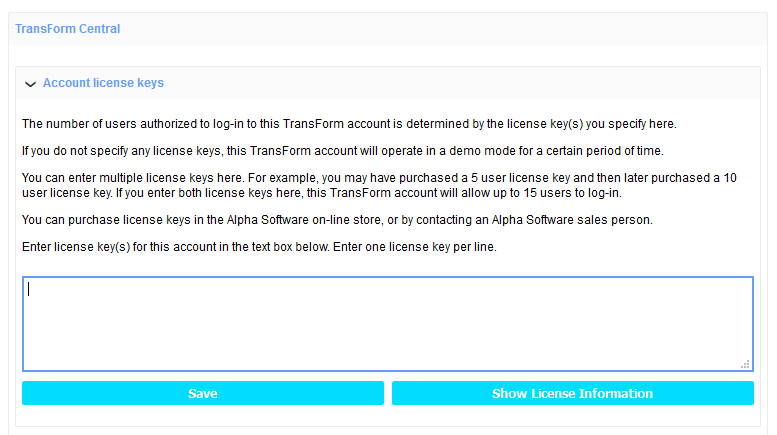 TransForm Central
Account license keys
The number of users authorized to log-in to this TransForm account is determined by the license key(s) you specify here.
If you do not specify any license keys, this TransForm account will operate in a demo mode for a certain period of time.
You can enter multiple license keys here. For example, you may have purchased a 5 user license key and then later purchased a 10
user license key. If you enter both license keys here, this TransForm account will allow up to 15 users to log-in.
You can purchase license keys in the Alpha Software on-line store, or by contacting an Alpha Software sales person.
Enter license key(s) for this account in the text box below. Enter one license key per line.
Save
Show License Information